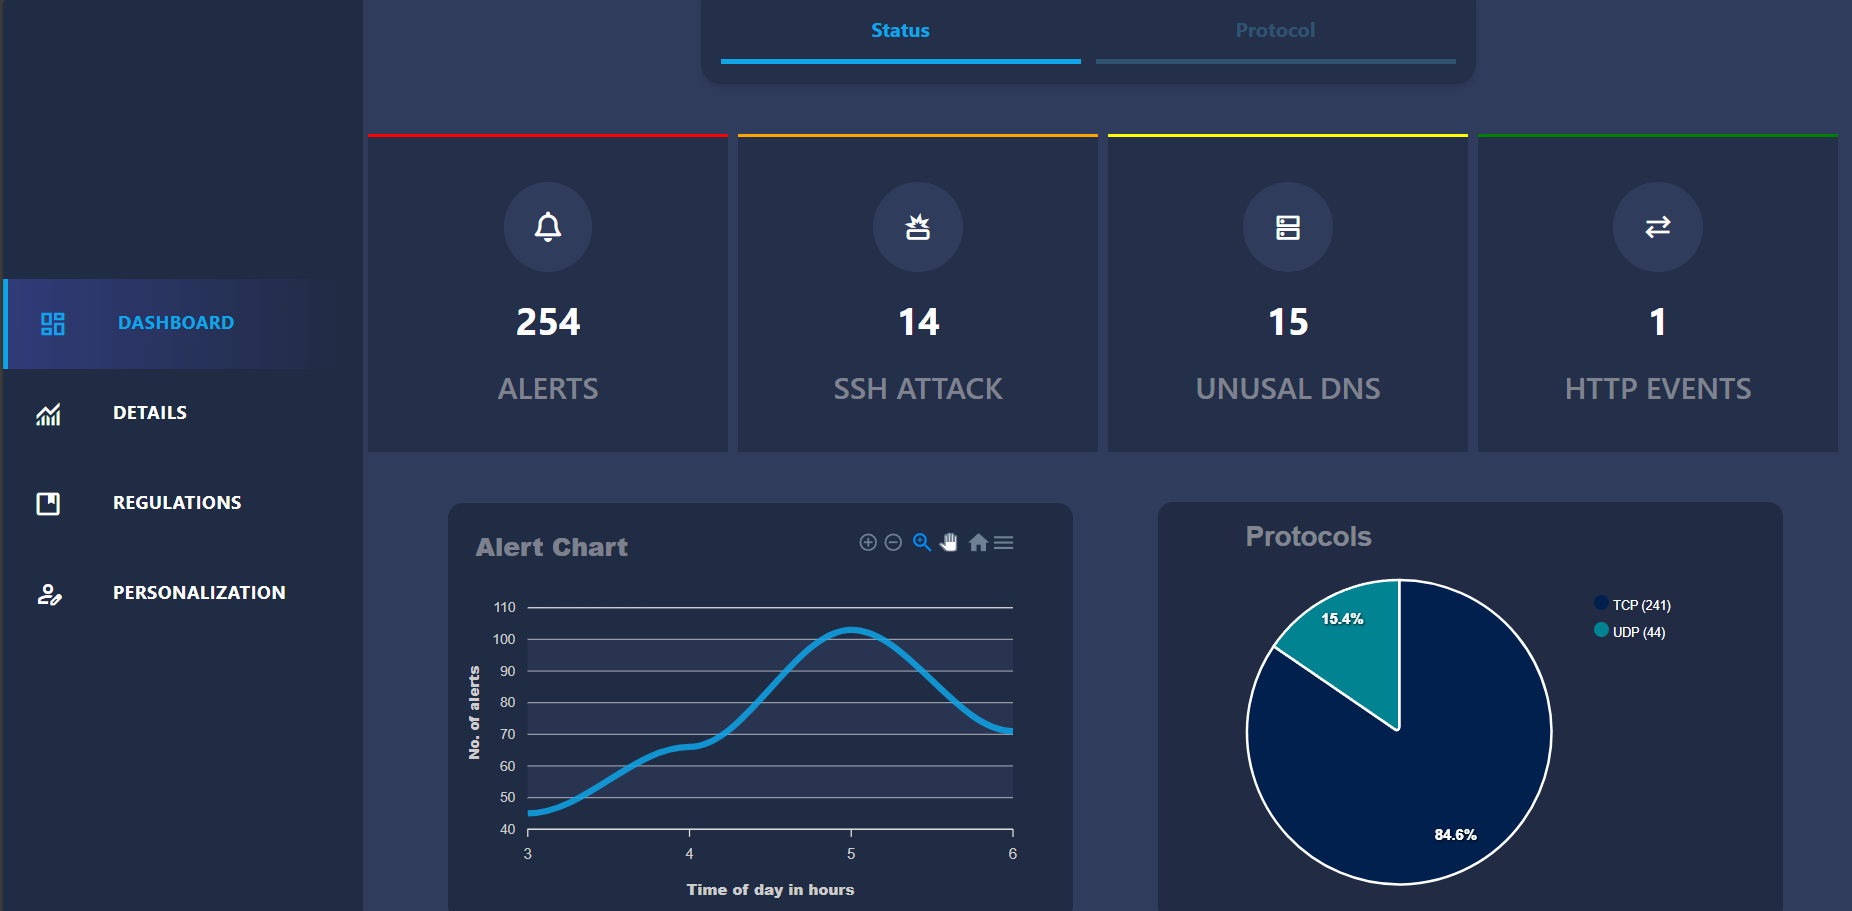 Status
Protocol
DASHBOARD
DETAILS
REGULATIONS
PERSONALIZATION
254
ALERTS
14
SSH ATTACK
15
UNUSAL DNS
1
HTTP EVENTS
Alert Chart
110
100
90
80
70
60
50
40
No. of alerts
3 4 5 6
Time of day in hours
Protocols
15.4%
84.6%
TCP (241)
UDP (44)